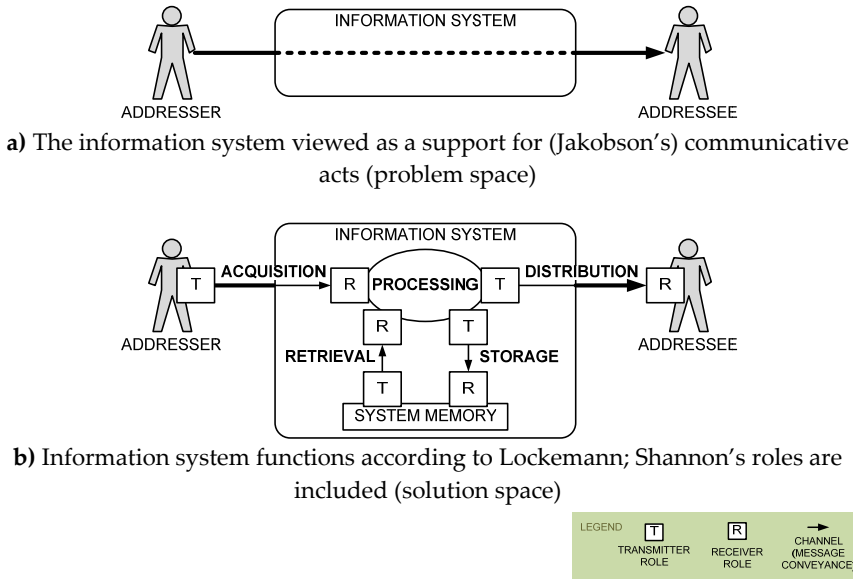 INFORMATION SYSTEM
ADDRESSER
ADDRESSEE
a) The information system viewed as a support for (Jakobson's) communicative
acts (problem space)
INFORMATION SYSTEM
ACQUISITION
DISTRIBUTION
T
R
PROCESSING
T
R
R
T
ADDRESSER
ADDRESSEE
RETRIEVAL
STORAGE
T
R
SYSTEM MEMORY
b) Information system functions according to Lockemann; Shannon's roles are
included (solution space)
LEGEND
T
R
TRANSMITTER
ROLE
RECEIVER
ROLE
CHANNEL
(MESSAGE
CONVEYANCE)